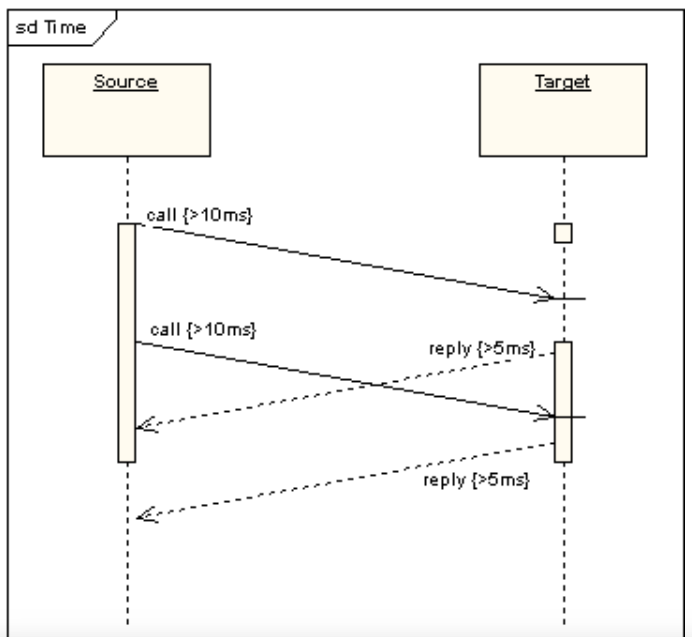 sd Time
Source
Target
call {>10ms}
call {>10ms}
reply {>5ms}
reply {>5ms}